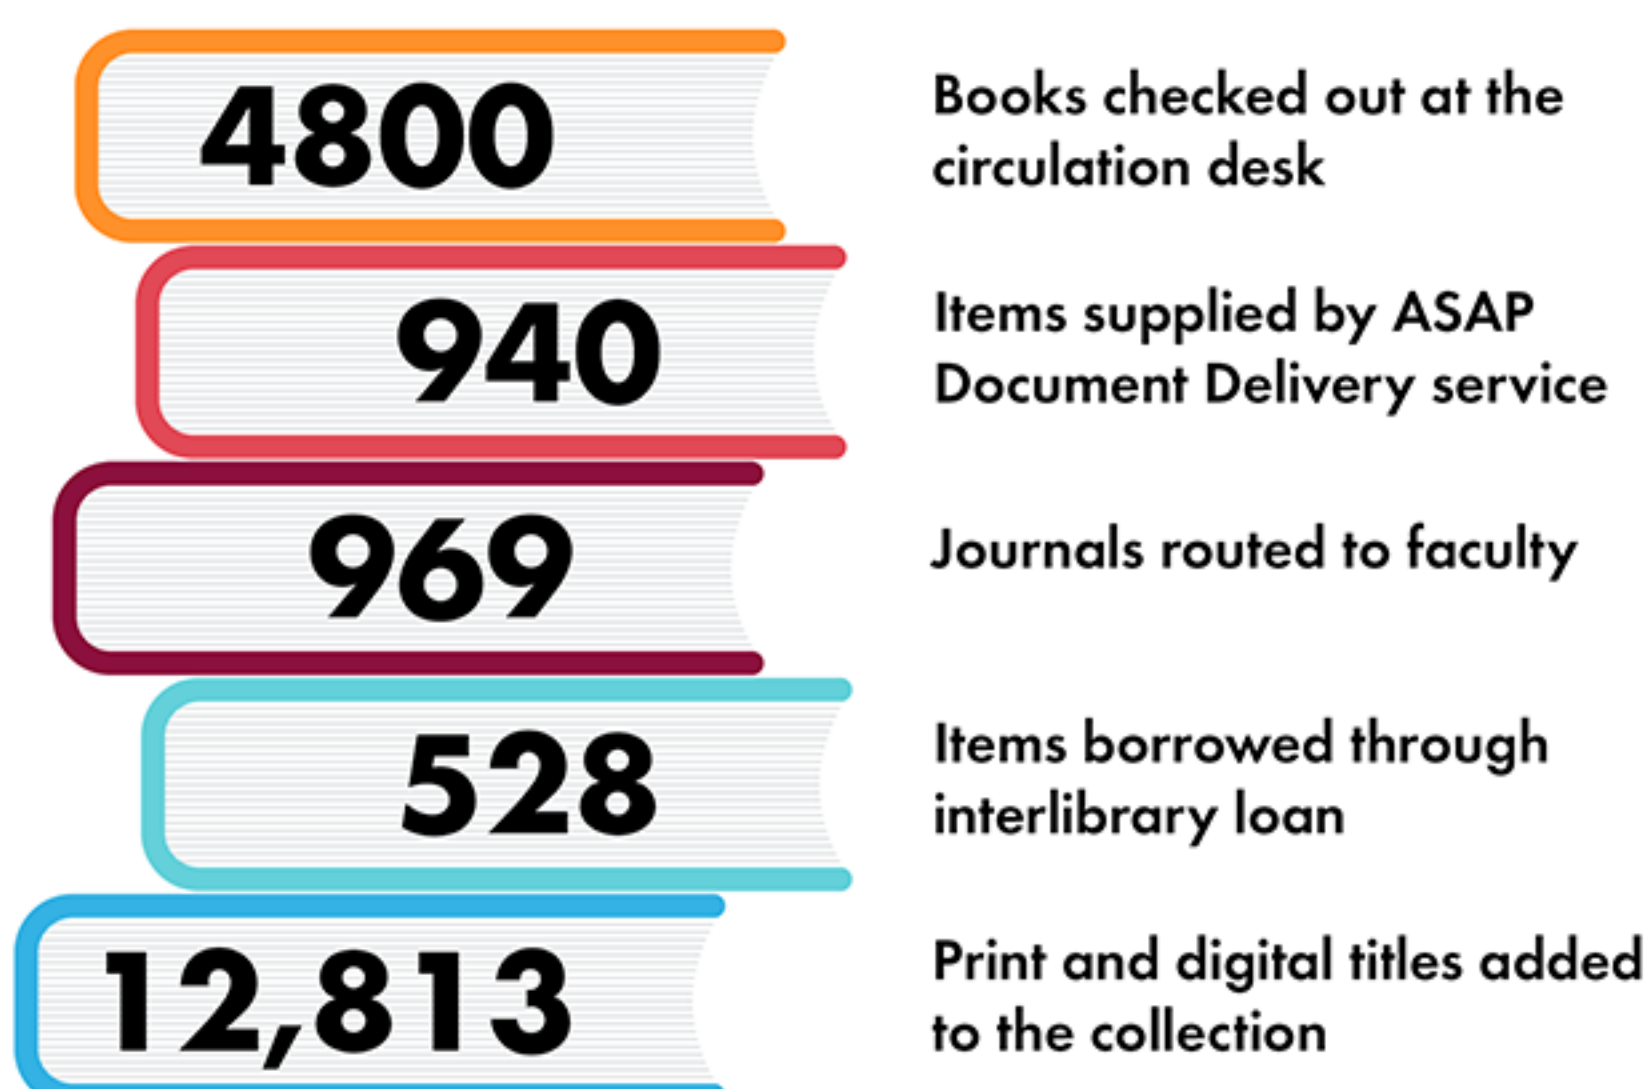 4800
Books checked out at the
circulation desk
940
Items supplied by ASAP
Document Delivery service
969
Journals routed to faculty
528
Items borrowed through
interlibrary loan
12,813
Print and digital titles added
to the collection